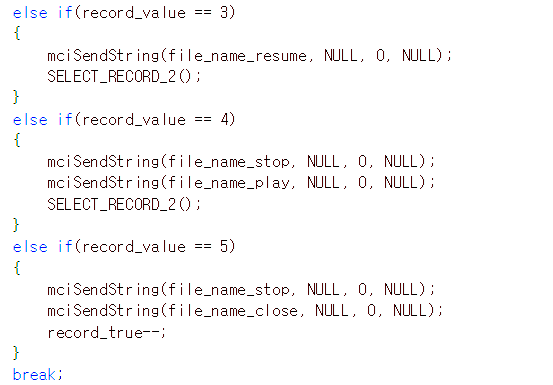 else if(record_value == 3)
{
mciSendString(file_name_resume, NULL, 0, NULL);
SELECT_RECORD_2();
}
else if(record_value == 4)
{
mciSendString(file_name_stop, NULL, 0, NULL);
mciSendString(file_name_play, NULL, 0, NULL);
SELECT_RECORD_2();
}
else if(record_value == 5)
{
mciSendString(file_name_stop, NULL, 0, NULL);
mciSendString(file_name_close, NULL, 0, NULL);
record_true--;
}
break;